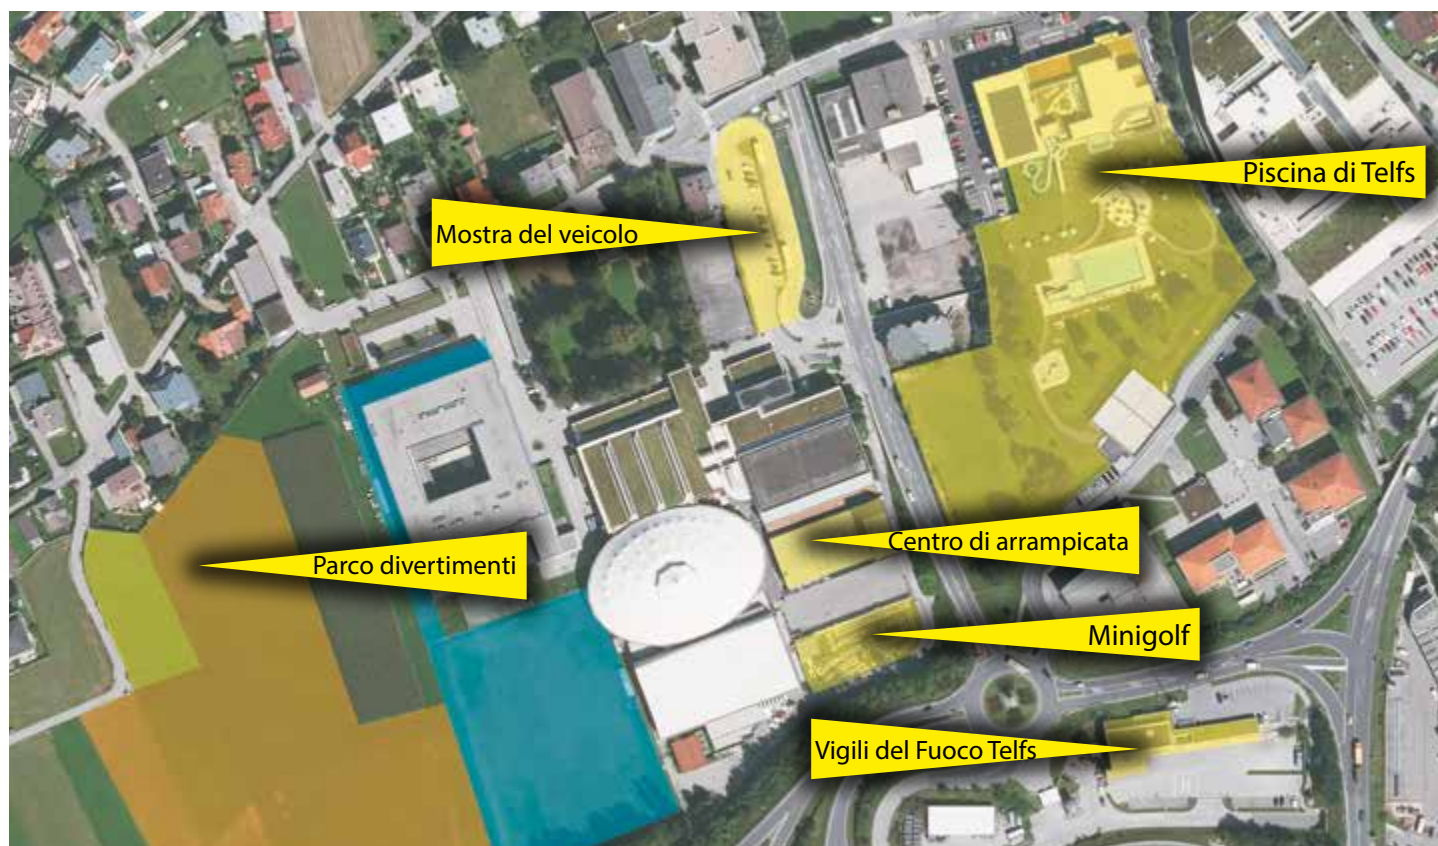 Piscina di Telfs
Mostra del veicolo
Centro di arrampicata
Parco divertimenti
Minigolf
Vigili del Fuoco Telfs